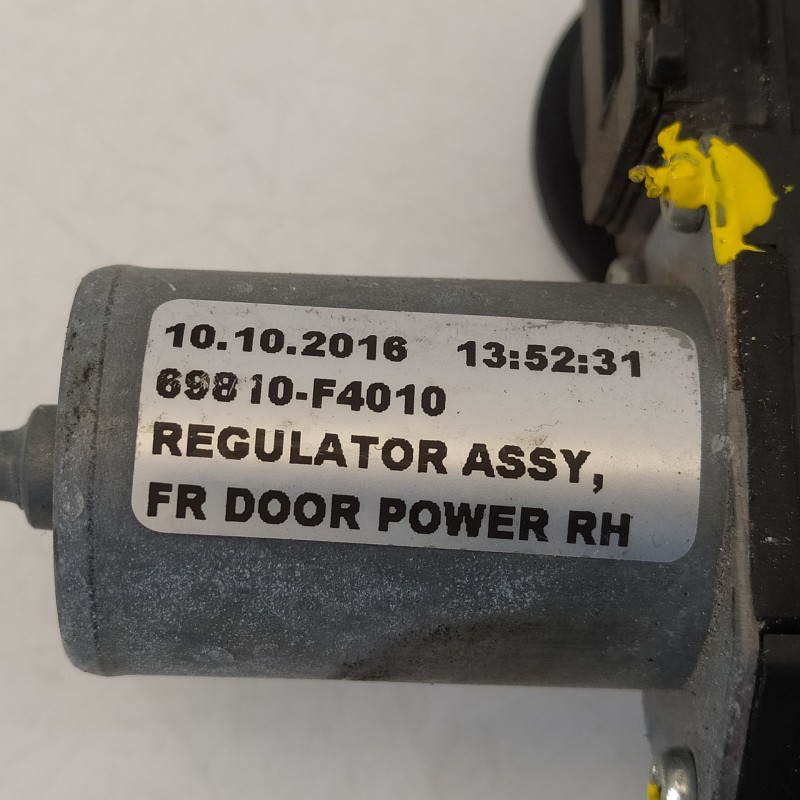 10.10.2016 13:52:31
69810-F4010
REGULATOR ASSY,
FR DOOR POWER RH